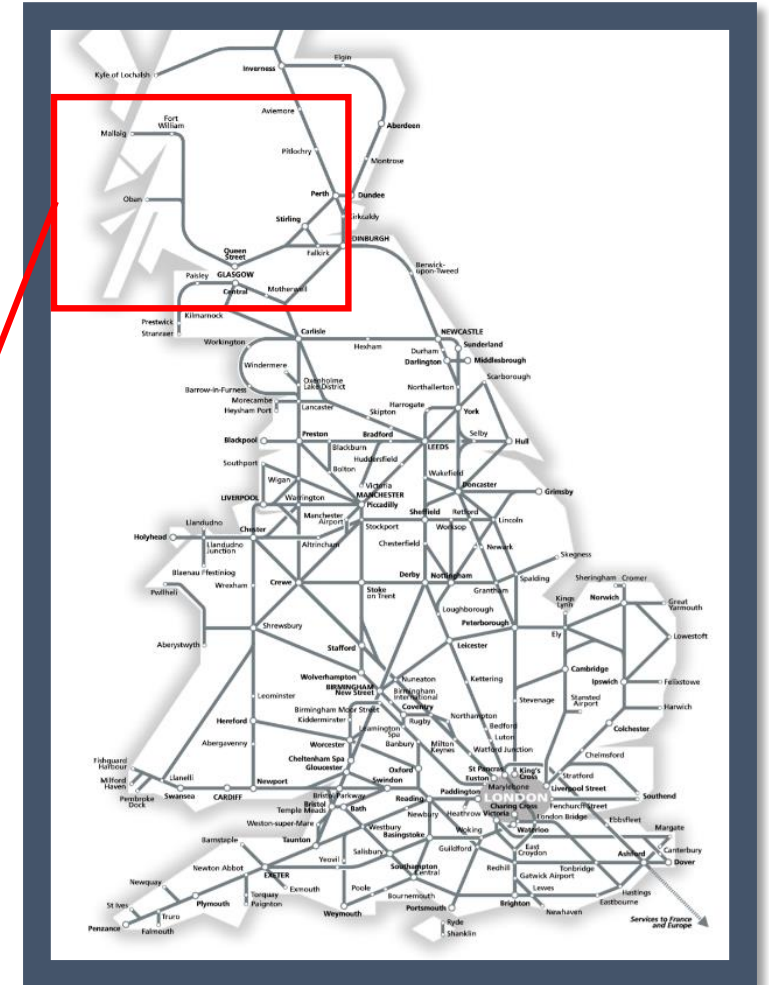 Elgin
Inverness
Kyle of Lochalsh
Aviemore
Fort
William
Mallaig
Aberdeen
Pitlochry
Montrose
Perth
Dundee
Oban
Stirling
Kirkcaldy
EDINBURGH
Queen
Street
Falkirk
GLASGOW
Central
Paisley
Motherwell
Berwick-
upon-Tweed
Prestwick
Kilmarnock
Stranraer
Carlisle
NEWCASTLE
Workington
Hexham
Sunderland
Durham
Darlington
Middlesbrough
Windermere
Oxenholme
Lake District
Scarborough
Barrow-in-Furness
Northallerton
Morecambe
Heysham Port
Lancaster
Harrogate
Skipton
York
Blackpool
Preston
Bradford
Selby
Blackburn
LEEDS
Hull
Huddersfield
Southport
Bolton
Wakefield
Wigan
Victoria
Doncaster
LIVERPOOL
Warrington
MANCHESTER
Piccadilly
Grimsby
Manchester
Airport
Sheffield
Retford
Llandudno
Chester
Stockport
Worksop
Lincoln
Holyhead
Llandudno
Junction
Altrincham
Chesterfield
Newark
Skegness
Blaenau Ffestiniog
Wrexham
Crewe
Stoke
on Trent
Derby
Nottingham
Grantham
Spalding
Sheringham
Cromer
Pwllheli
Kings
Lynn
Norwich
Great
Yarmouth
Loughborough
Peterborough
Shrewsbury
Ely
Lowestoft
Aberystwyth
Stafford
Leicester
Wolverhampton
Cambridge
BIRMINGHAM
New Street
Nuneaton
Kettering
Ipswich
Felixstowe
Birmingham
International
Leominster
Coventry
Stevenage
Stansted
Airport
Harwich
Birmingham Moor Street
Kidderminster
Rugby
Northampton
Hereford
Leamington
Spa
Bedford
Colchester
Worcester
Banbury
Milton
Keynes
Luton
Abergavenny
Watford Junction
Chelmsford
Cheltenham Spa
Gloucester
Oxford
St Pancras
Euston
King's
Cross
Stratford
Fishguard
Harbour
Llanelli
Newport
Swindon
Marylebone
Liverpool Street
Milford
Haven
Pembroke
Dock
Swansea
CARDIFF
Bristol Parkway
Reading
Paddington
LONDON
Fenchurch Street
Southend
Bristol
Temple Meads
Bath
Newbury
Heathrow
Charing Cross
Victoria
London Bridge
Ebbsfleet
Weston-super-Mare
Westbury
Basingstoke
Woking
Waterloo
Margate
Barnstaple
Taunton
Salisbury
Guildford
East
Croydon
Canterbury
Yeovil
Ashford
Dover
Newton Abbot
EXETER
Southampton
Central
Redhill
Gatwick Airport
Tonbridge
Newquay
Exmouth
Poole
Bournemouth
Lewes
Hastings
Eastbourne
St Ives
Truro
Plymouth
Torquay
Paignton
Weymouth
Portsmouth
Brighton
Newhaven
Penzance
Falmouth
Ryde
Shanklin
Services to France
and Europe